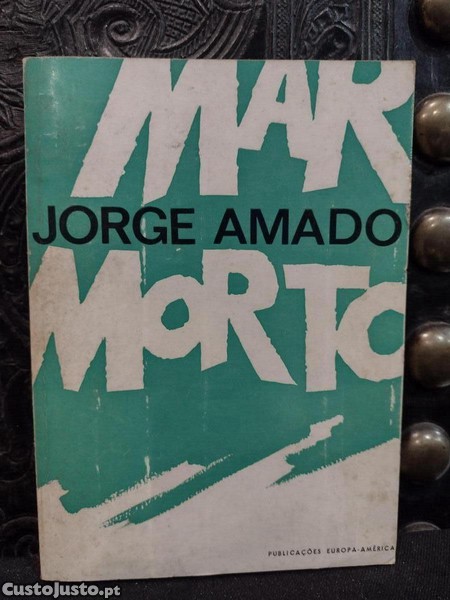 MAR
JORGE AMADO
MORTO
PUBLICAÇÕES EUROPA-AMÉRICA
CustoJusto.pt